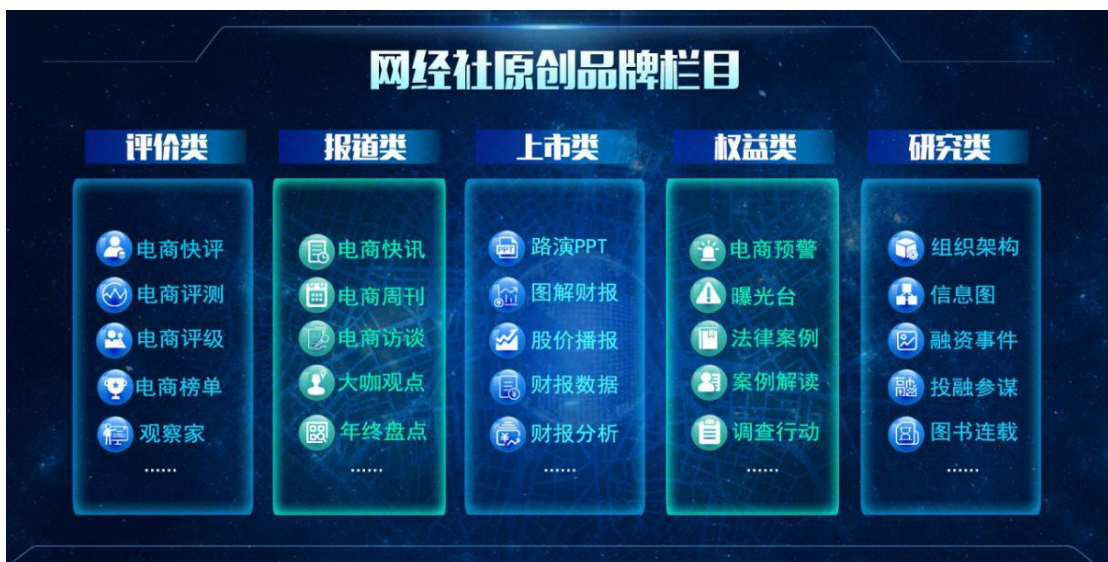 网经社原创品牌栏目
评价类
电商快评
电商评测
电商评级
电商榜单
观察家
......
报道类
电商快讯
电商周刊
电商访谈
大咖观点
年终盘点
......
上市类
路演PPT
图解财报
股价播报
财报数据
财报分析
......
权益类
电商预警
曝光台
法律案例
案例解读
调查行动
......
研究类
组织架构
信息图
融资事件
投融参谋
图书连载
......